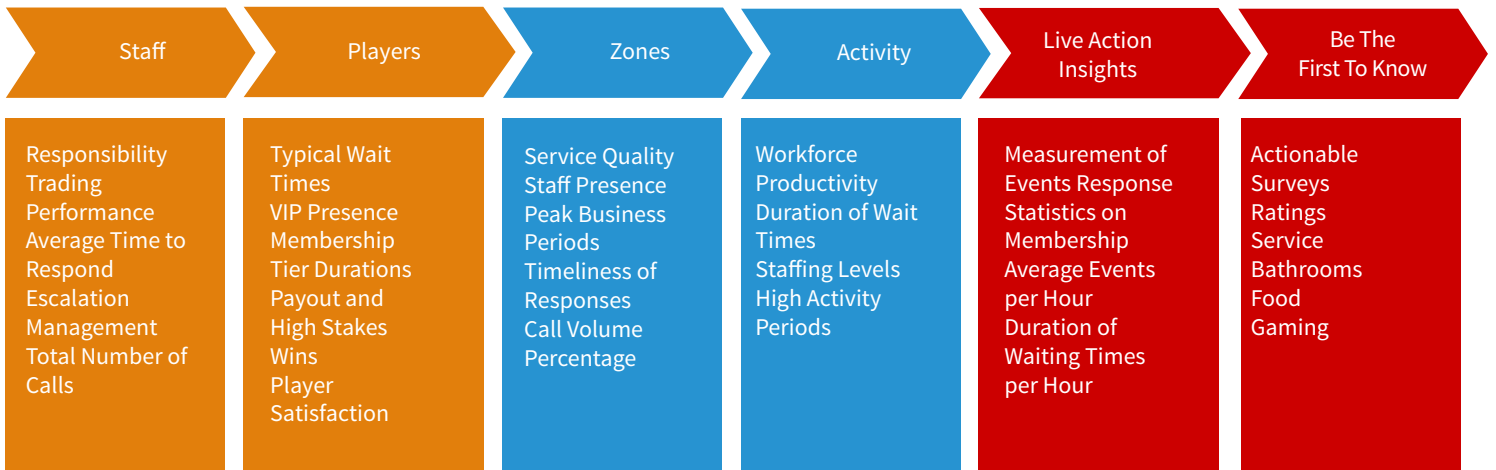 Staff
Players
Zones
Activity
Live Action
Insights
Be The
First To Know
Responsibility
Trading
Performance
Average Time to
Respond
Escalation
Management
Total Number of
Calls
Typical Wait
Times
VIP Presence
Membership
Tier Durations
Payout and
High Stakes
Wins
Player
Satisfaction
Service Quality
Staff Presence
Peak Business
Periods
Timeliness of
Responses
Call Volume
Percentage
Workforce
Productivity
Duration of Wait
Times
Staffing Levels
High Activity
Periods
Measurement of
Events Response
Statistics on
Membership
Average Events
per Hour
Duration of
Waiting Times
per Hour
Actionable
Surveys
Ratings
Service
Bathrooms
Food
Gaming